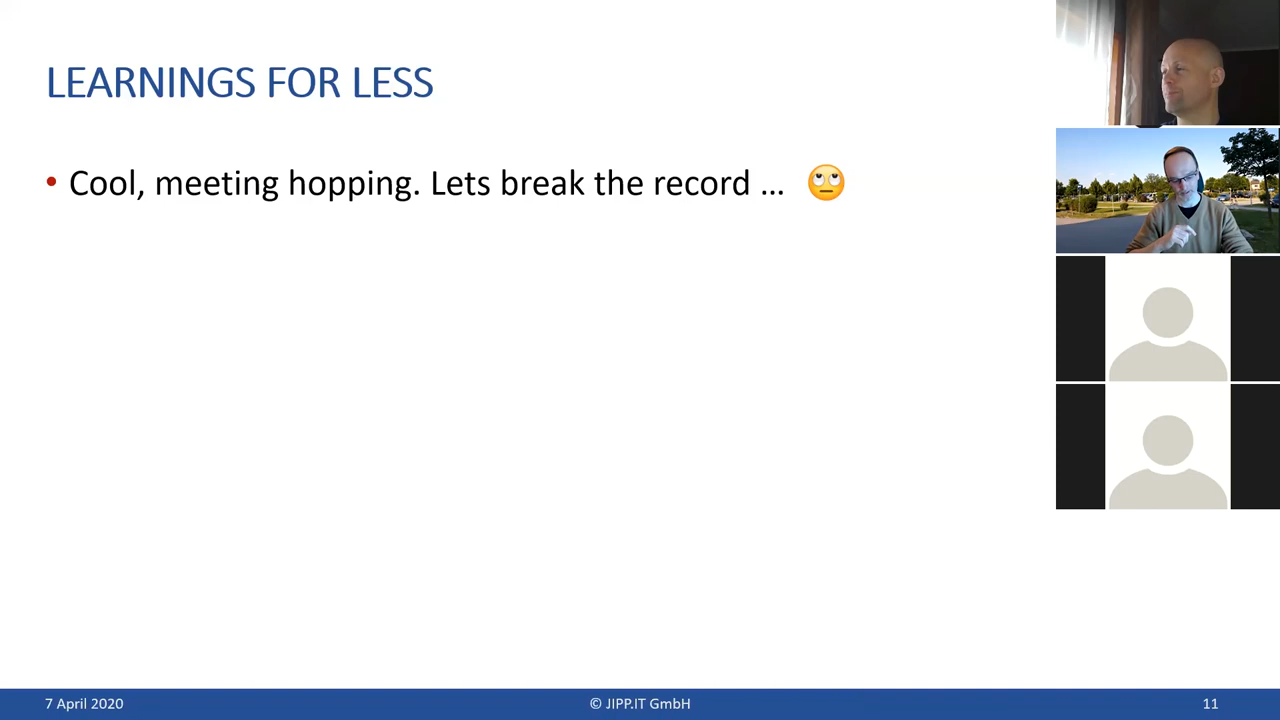 LEARNINGS FOR LESS
• Cool, meeting hopping. Lets break the record ... 🙄
7 April 2020
© JIPP.IT GmbH
11